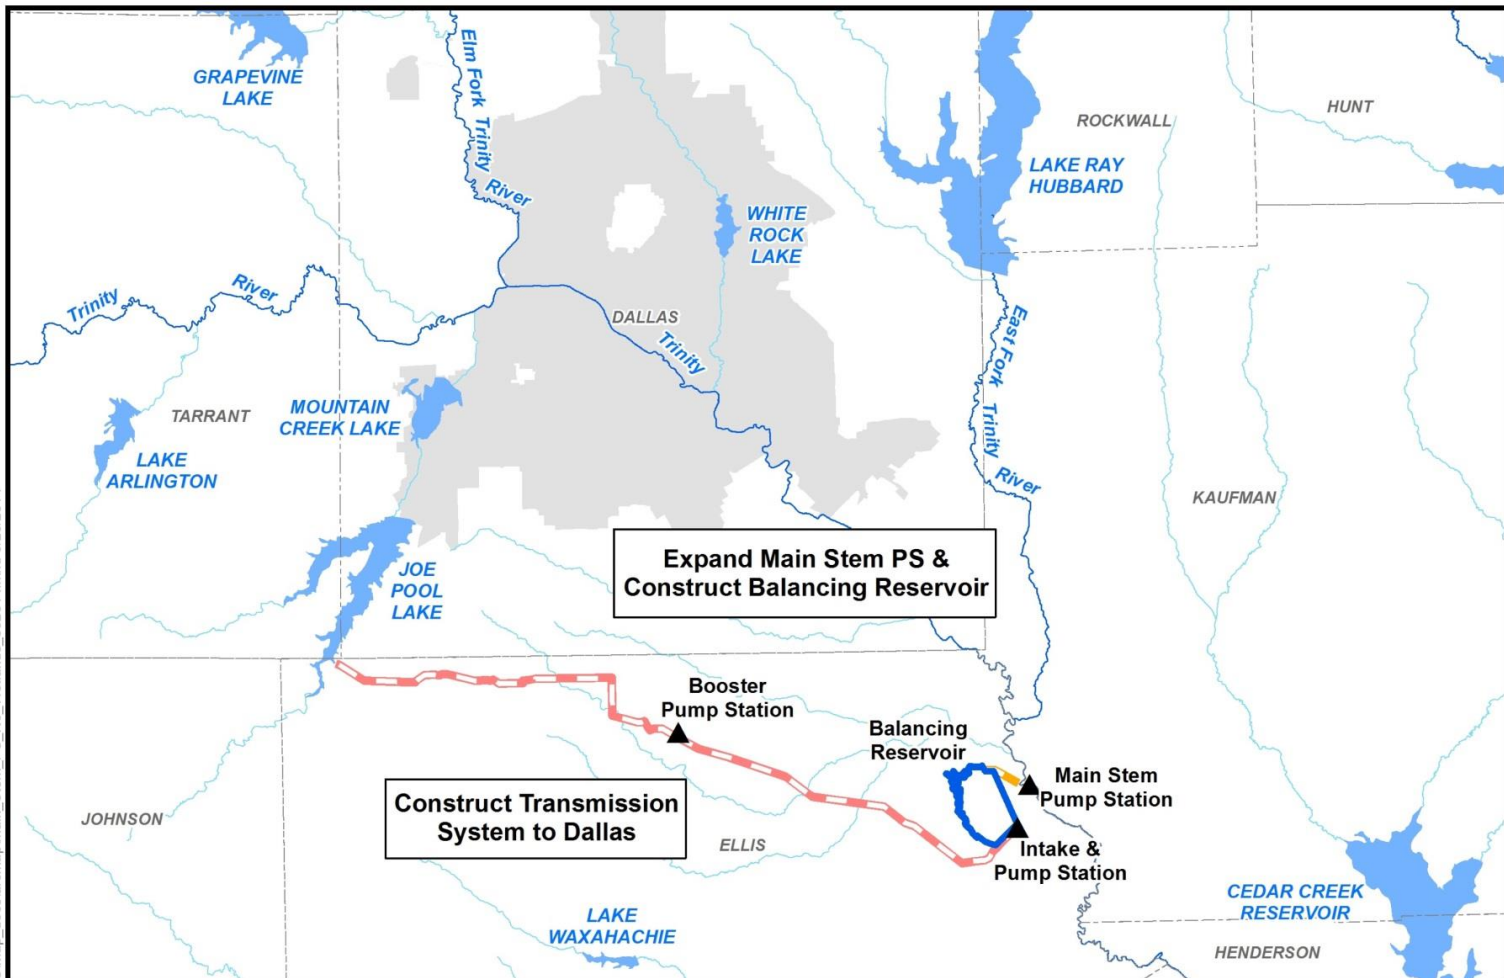 GRAPEVINE
LAKE
Elm Fork Trinity
River
ROCKWALL
HUNT
LAKE RAY
HUBBARD
WHITE
ROCK
LAKE
Trinity
River
DALLAS
Trinity
East Fork Trinity
River
TARRANT
MOUNTAIN
CREEK LAKE
LAKE
ARLINGTON
KAUFMAN
JOE
POOL
LAKE
Expand Main Stem PS &
Construct Balancing Reservoir
Booster
Pump Station
Balancing
Reservoir
Main Stem
Pump Station
Construct Transmission
System to Dallas
JOHNSON
ELLIS
Intake &
Pump Station
CEDAR CREEK
RESERVOIR
LAKE
WAXAHACHIE
HENDERSON